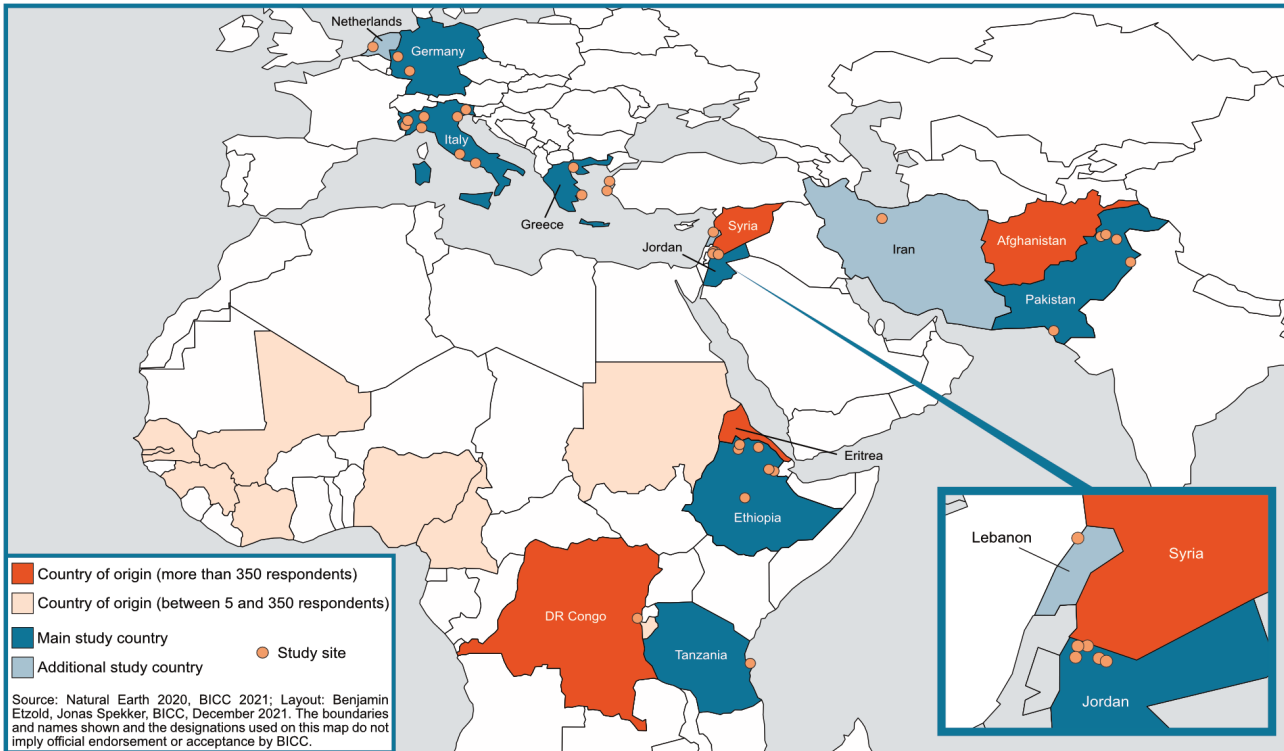 Netherlands
Germany
Italy
Greece
Syria
Jordan
Iran
Afghanistan
Pakistan
Eritrea
Ethiopia
DR Congo
Tanzania
Lebanon
Syria
Jordan
Country of origin (more than 350 respondents)
Country of origin (between 5 and 350 respondents)
Main study country
Study site
Additional study country
Source: Natural Earth 2020, BICC 2021; Layout: Benjamin
Etzold, Jonas Spekker, BICC, December 2021. The boundaries
and names shown and the designations used on this map do not
imply official endorsement or acceptance by BICC.